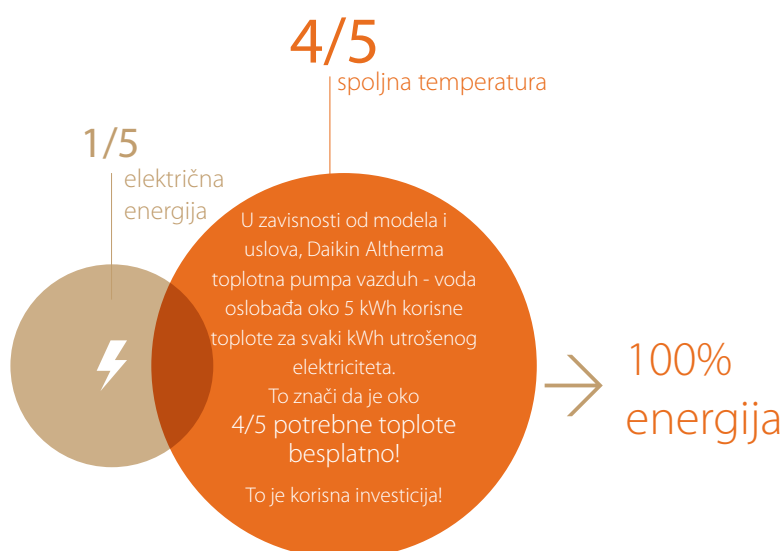 4/5
spoljna temperatura
1/5
električna
energija
U zavisnosti od modela i
uslova, Daikin Altherma
toplotna pumpa vazduh - voda
oslobađa oko 5 kWh korisne
toplote za svaki kWh utrošenog
elektriciteta.
To znači da je oko
4/5 potrebne toplote
besplatno!
To je korisna investicija!
100%
energija